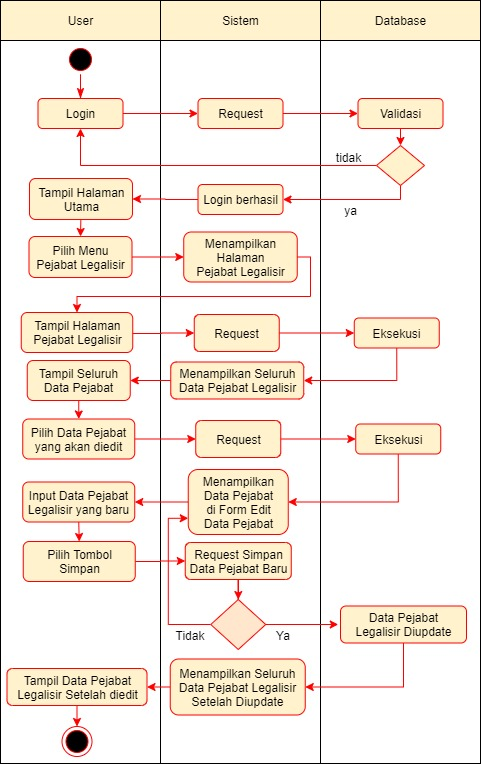 User
Sistem
Database
Login
Request
Validasi
tidak
Tampil Halaman
Utama
Login berhasil
ya
Pilih Menu
Pejabat Legalisir
Menampilkan
Halaman
Pejabat Legalisir
Tampil Halaman
Pejabat Legalisir
Request
Eksekusi
Tampil Seluruh
Data Pejabat
Menampilkan Seluruh
Data Pejabat Legalisir
Pilih Data Pejabat
yang akan diedit
Request
Eksekusi
Menampilkan
Data Pejabat
di Form Edit
Data Pejabat
Input Data Pejabat
Legalisir yang baru
Pilih Tombol
Simpan
Request Simpan
Data Pejabat Baru
Tidak
Ya
Data Pejabat
Legalisir Diupdate
Menampilkan Seluruh
Data Pejabat Legalisir
Setelah Diupdate
Tampil Data Pejabat
Legalisir Setelah diedit